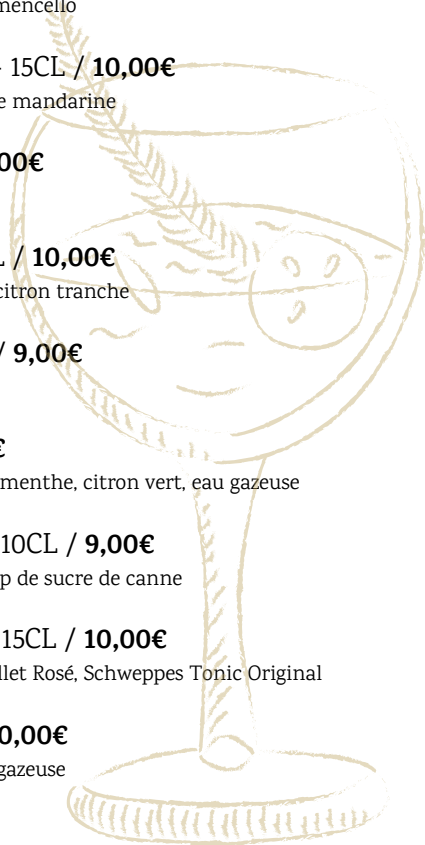 mencello
15CL / 10,00€
e mandarine
00€
/ 10,00€
citron tranche
/ 9,00€
€
menthe, citron vert, eau gazeuse
10CL / 9,00€
p de sucre de canne
15CL / 10,00€
llet Rosé, Schweppes Tonic Original
0,00€
gazeuse